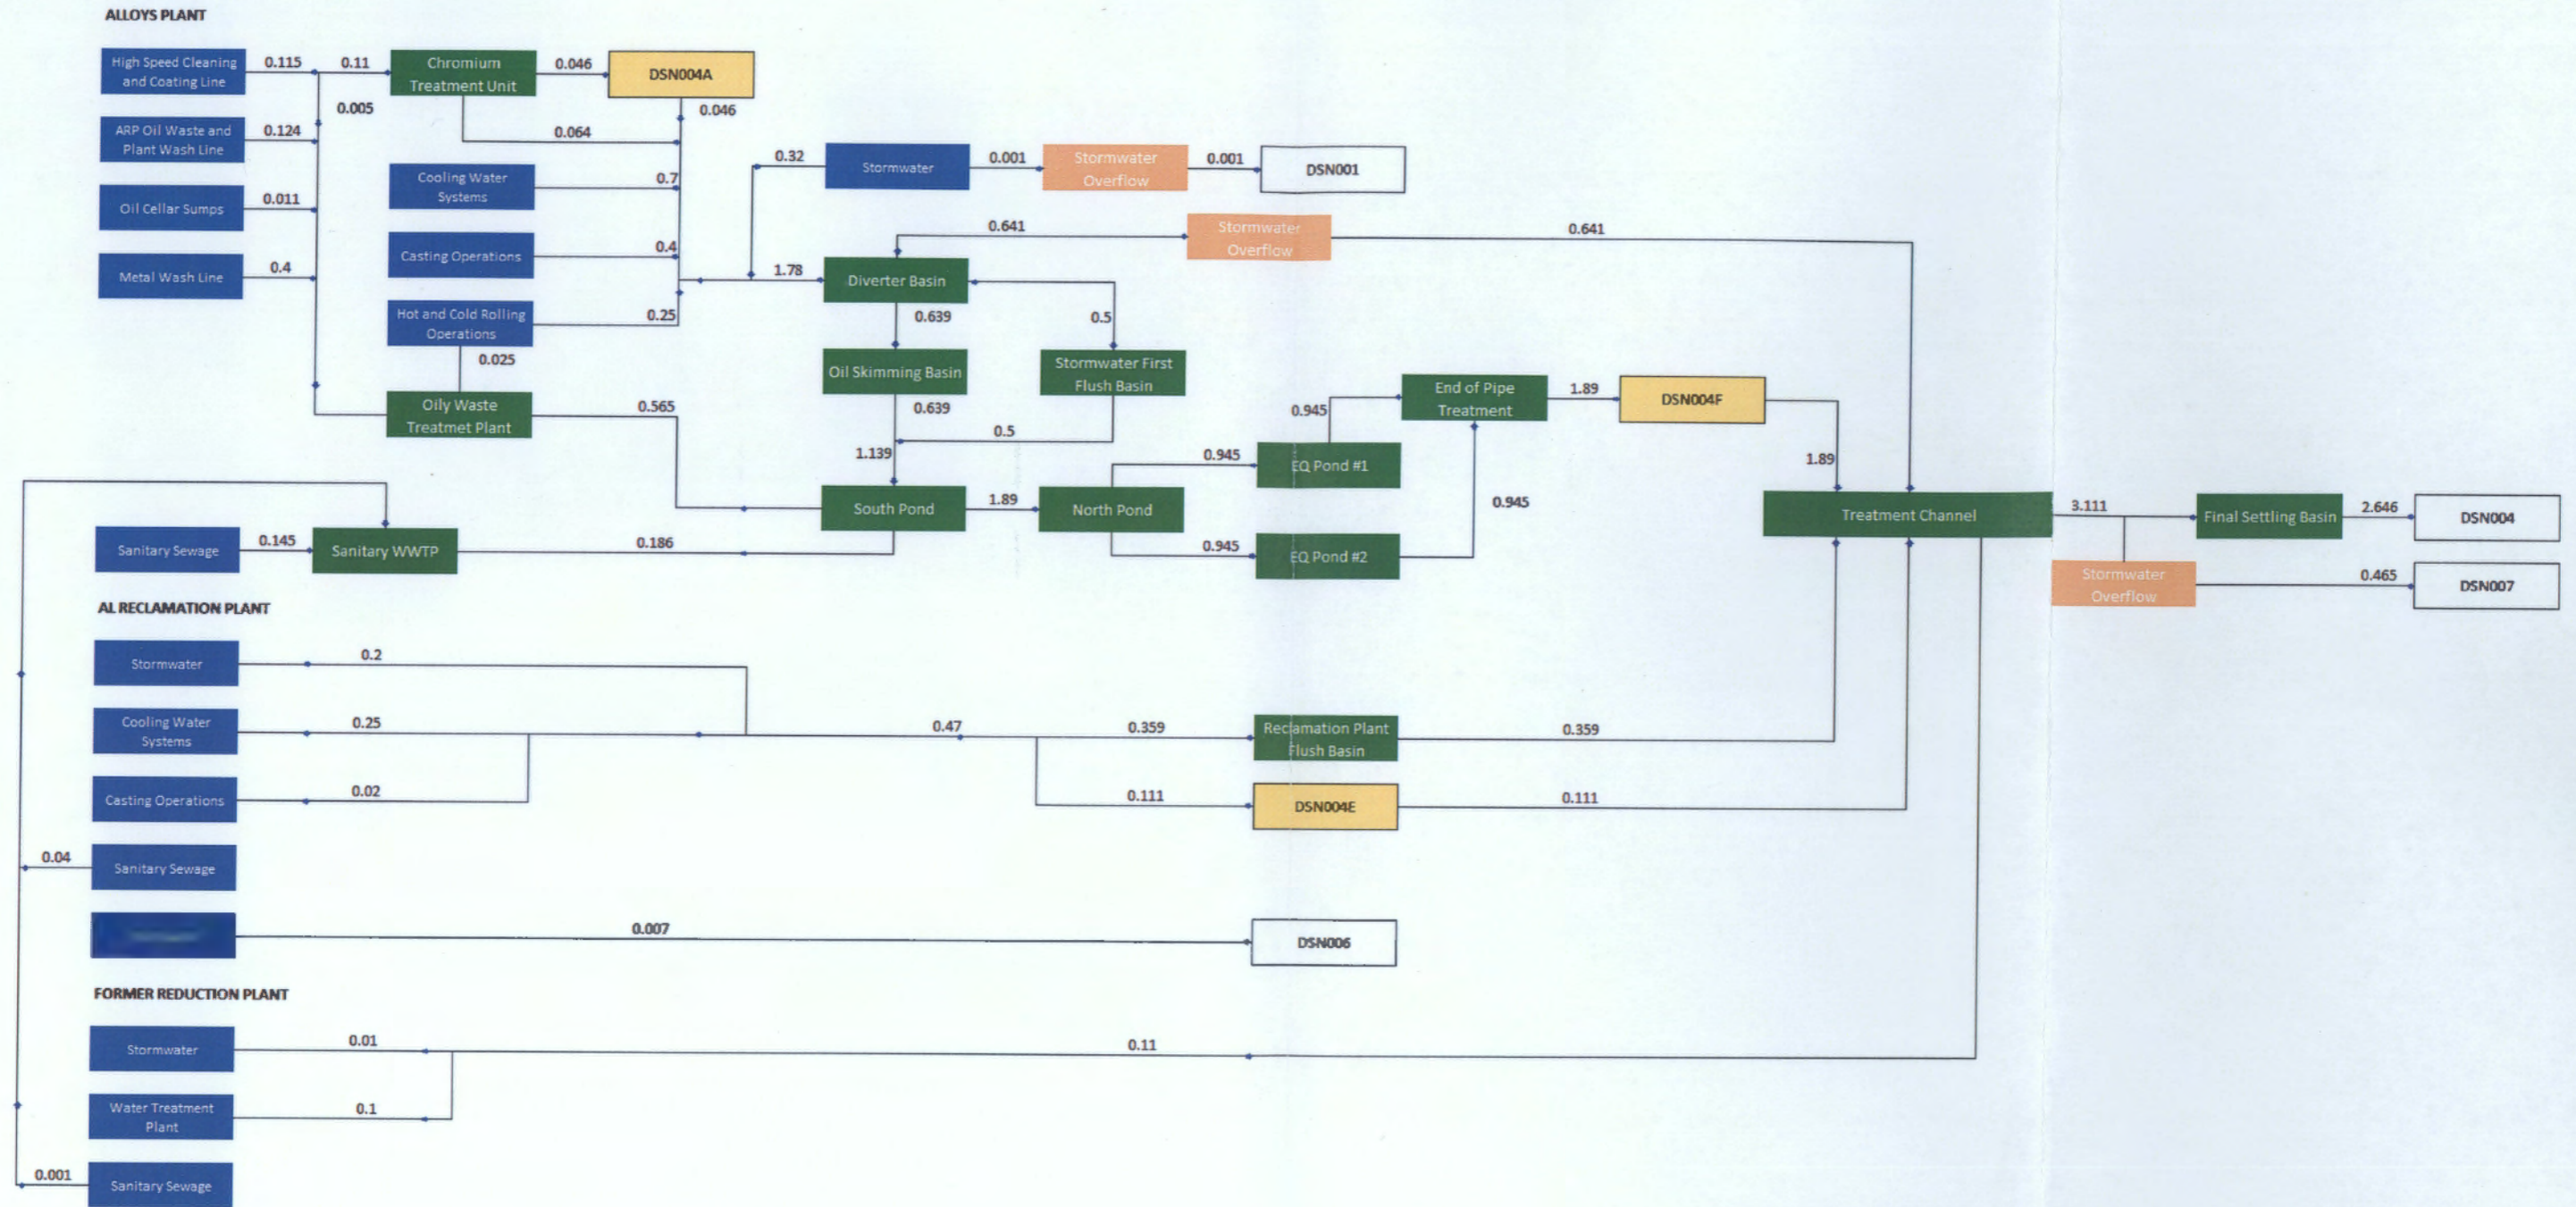 ALLOYS PLANT
High Speed Cleaning
and Coating Line
0.115
0.11
Chromium
Treatment Unit
0.046
DSN004A
0.005
0.046
ARP Oil Waste and
Plant Wash Line
0.124
0.064
0.32
Stormwater
0.001
Stormwater
Overflow
0.001
DSN001
Cooling Water
Systems
0.7
Oil Cellar Sumps
0.011
0.641
Stormwater
Overflow
0.641
Casting Operations
0.4
Metal Wash Line
0.4
1.78
Diverter Basin
Hot and Cold Rolling
Operations
0.25
0.639
0.5
0.025
Oil Skimming Basin
Stormwater First
Flush Basin
End of Pipe
Treatment
1.89
DSN004F
Oily Waste
Treatmet Plant
0.565
0.639
0.945
0.5
1.139
0.945
EQ Pond #1
1.89
South Pond
1.89
North Pond
0.945
Treatment Channel
3.111
Final Settling Basin
2.646
DSN004
Sanitary Sewage
0.145
Sanitary WWTP
0.186
0.945
EQ Pond #2
Stormwater
Overflow
0.465
DSN007
AL RECLAMATION PLANT
Stormwater
0.2
Cooling Water
Systems
0.25
0.47
0.359
Reclamation Plant
Flush Basin
0.359
Casting Operations
0.02
0.111
DSN004E
0.111
0.04
Sanitary Sewage
0.007
DSN006
FORMER REDUCTION PLANT
Stormwater
0.01
0.11
Water Treatment
Plant
0.1
0.001
Sanitary Sewage